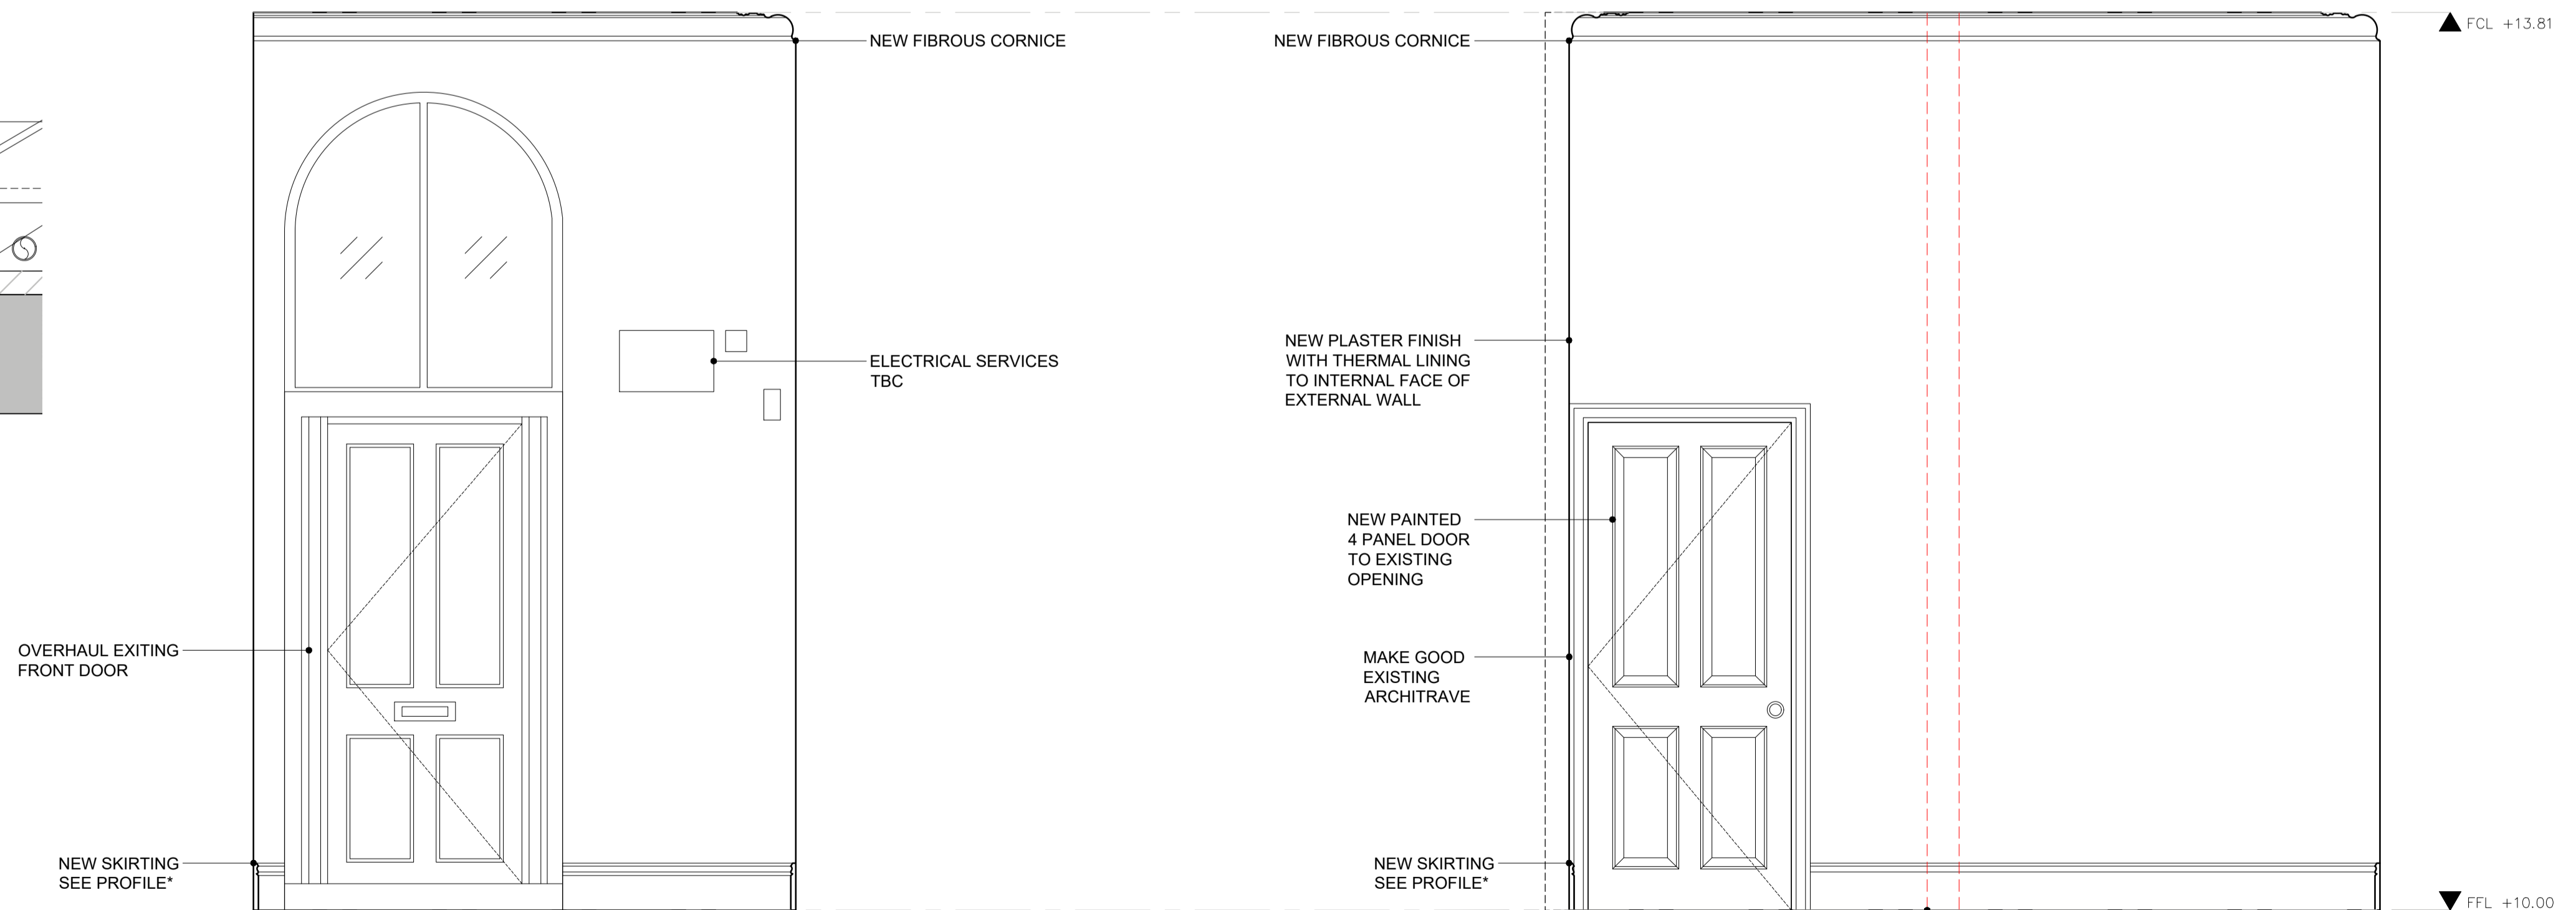 NEW FIBROUS CORNICE
ELECTRICAL SERVICES
TBC
OVERHAUL EXITING
FRONT DOOR
NEW SKIRTING
SEE PROFILE*
NEW FIBROUS CORNICE
NEW PLASTER FINISH
WITH THERMAL LINING
TO INTERNAL FACE OF
EXTERNAL WALL
NEW PAINTED
4 PANEL DOOR
TO EXISTING
OPENING
MAKE GOOD
EXISTING
ARCHITRAVE
NEW SKIRTING
SEE PROFILE*
FCL +13.81
FFL +10.00